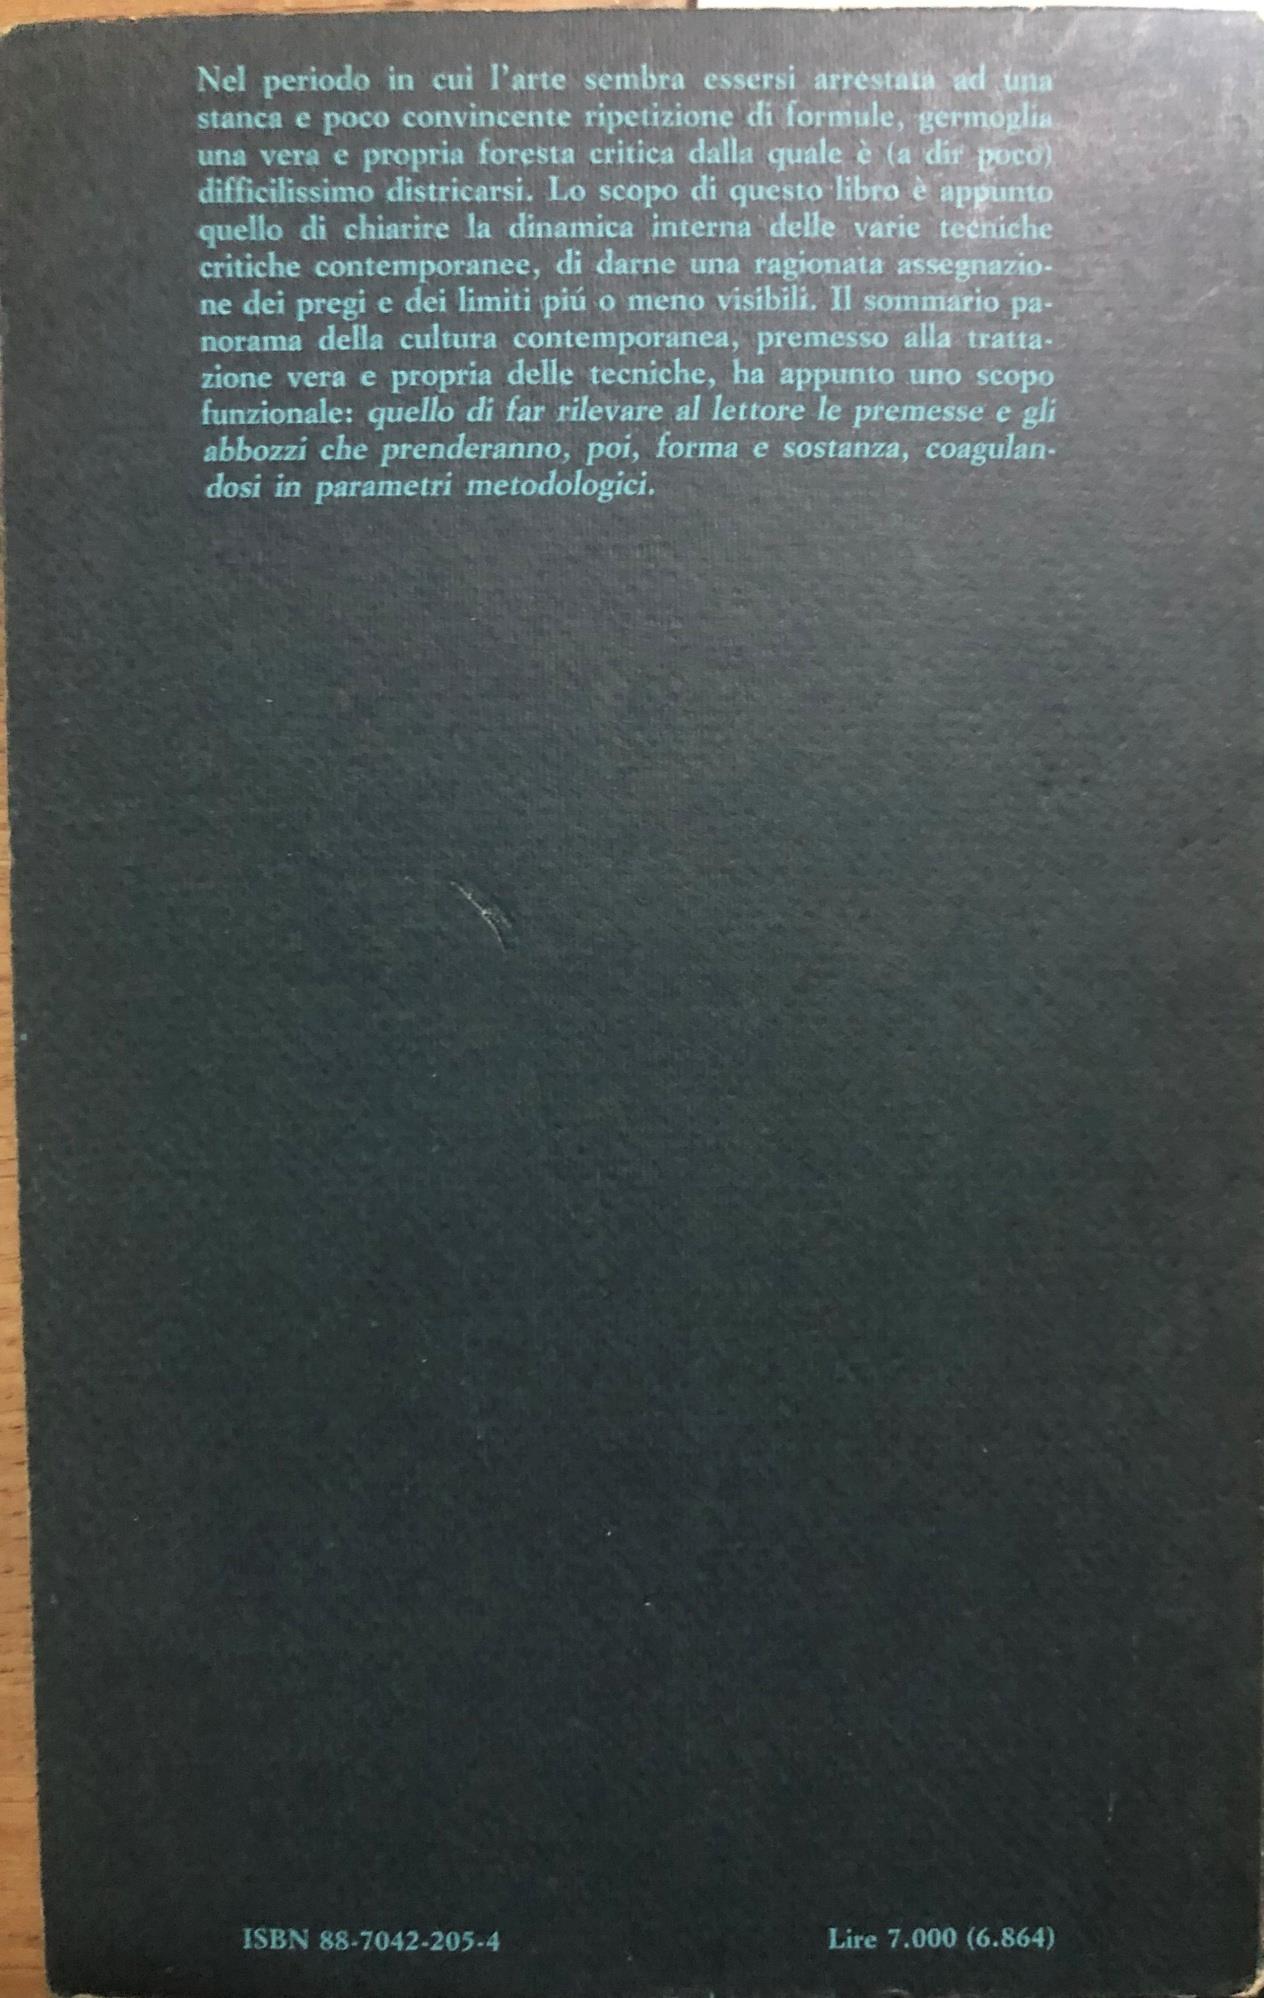 Nel periodo in cui l'arte sembra essersi arrestata ad una
stanca e poco convincente ripetizione di formule, germoglia
una vera e propria foresta critica dalla quale è (a dir poco)
difficilissimo districarsi. Lo scopo di questo libro è appunto
quello di chiarire la dinamica interna delle varie tecniche
critiche contemporanee, di darne una ragionata assegnazio-
ne dei pregi e dei limiti piú o meno visibili. Il sommario pa-
norama della cultura contemporanea, premesso alla tratta-
zione vera e propria delle tecniche, ha appunto uno scopo
funzionale: quello di far rilevare al lettore le premesse e gli
abbozzi che prenderanno, poi, forma e sostanza, coagulan-
dosi in parametri metodologici.
ISBN 88-7042-205-4
Lire 7.000 (6.864)